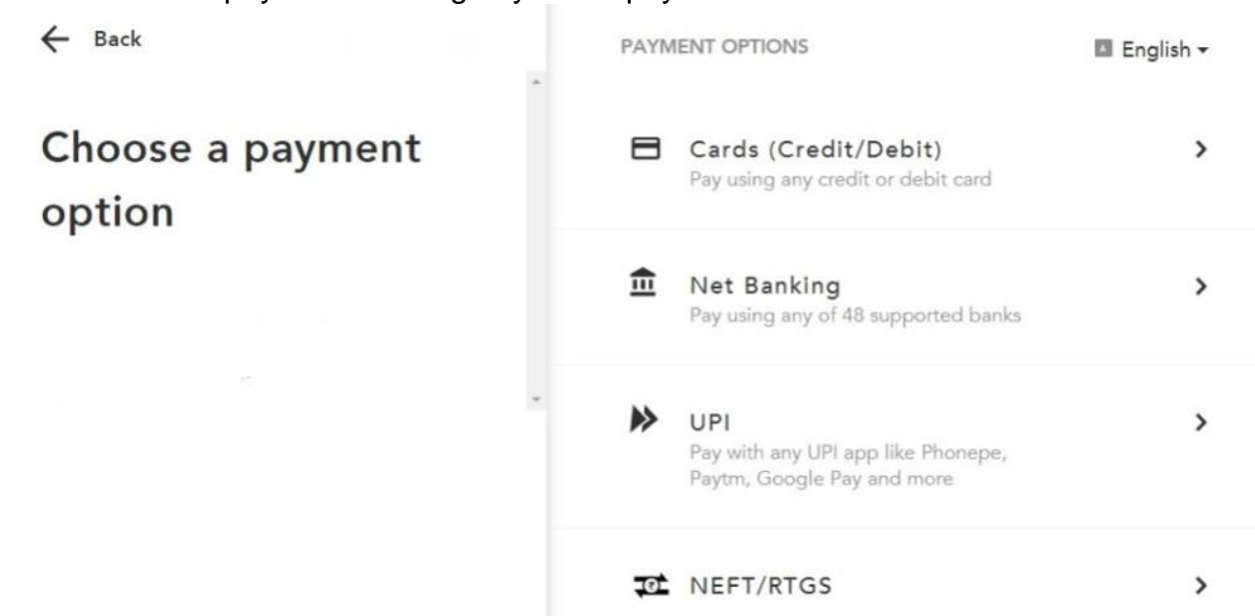 Back
Choose a payment
option
PAYMENT OPTIONS
English
Cards (Credit/Debit)
Pay using any credit or debit card
Net Banking
Pay using any of 48 supported banks
UPI
Pay with any UPI app like Phonepe,
Paytm, Google Pay and more
NEFT/RTGS